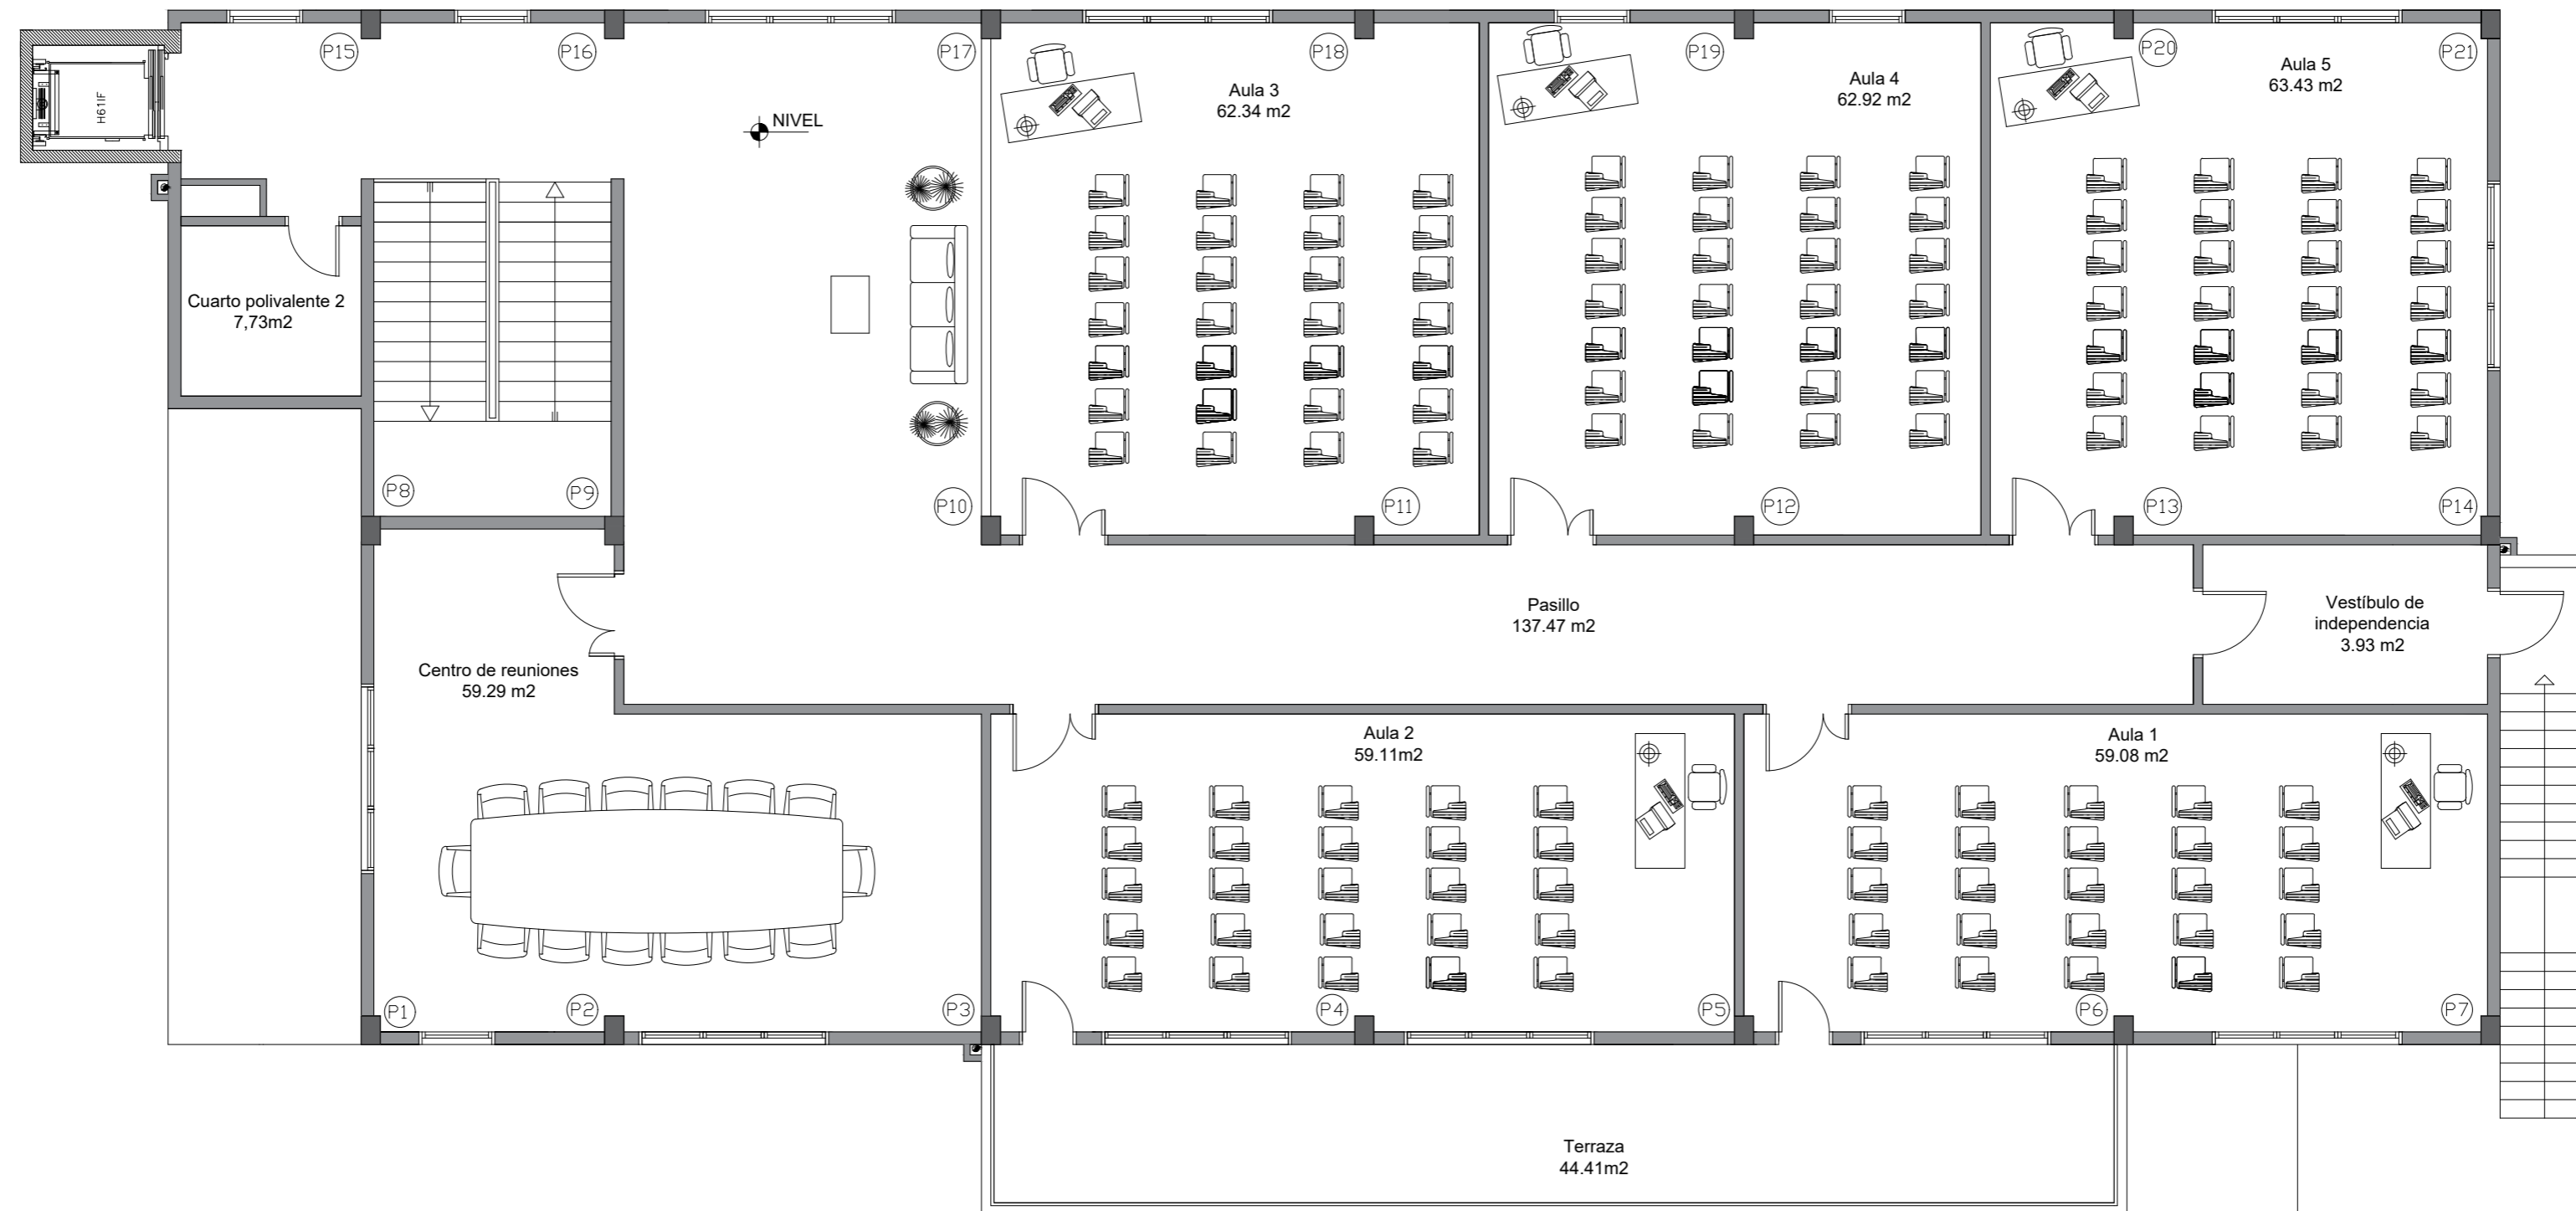 P15
P16
P17
P18
P19
P20
P21
H61IF
NIVEL
Aula 3
62.34 m2
Aula 4
62.92 m2
Aula 5
63.43 m2
Cuarto polivalente 2
7,73m2
P8
P9
P10
P11
P12
P13
P14
Pasillo
137.47 m2
Vestíbulo de
independencia
3.93 m2
Centro de reuniones
59.29 m2
Aula 2
59.11m2
Aula 1
59.08 m2
P1
P2
P3
P4
P5
P6
P7
Terraza
44.41m2